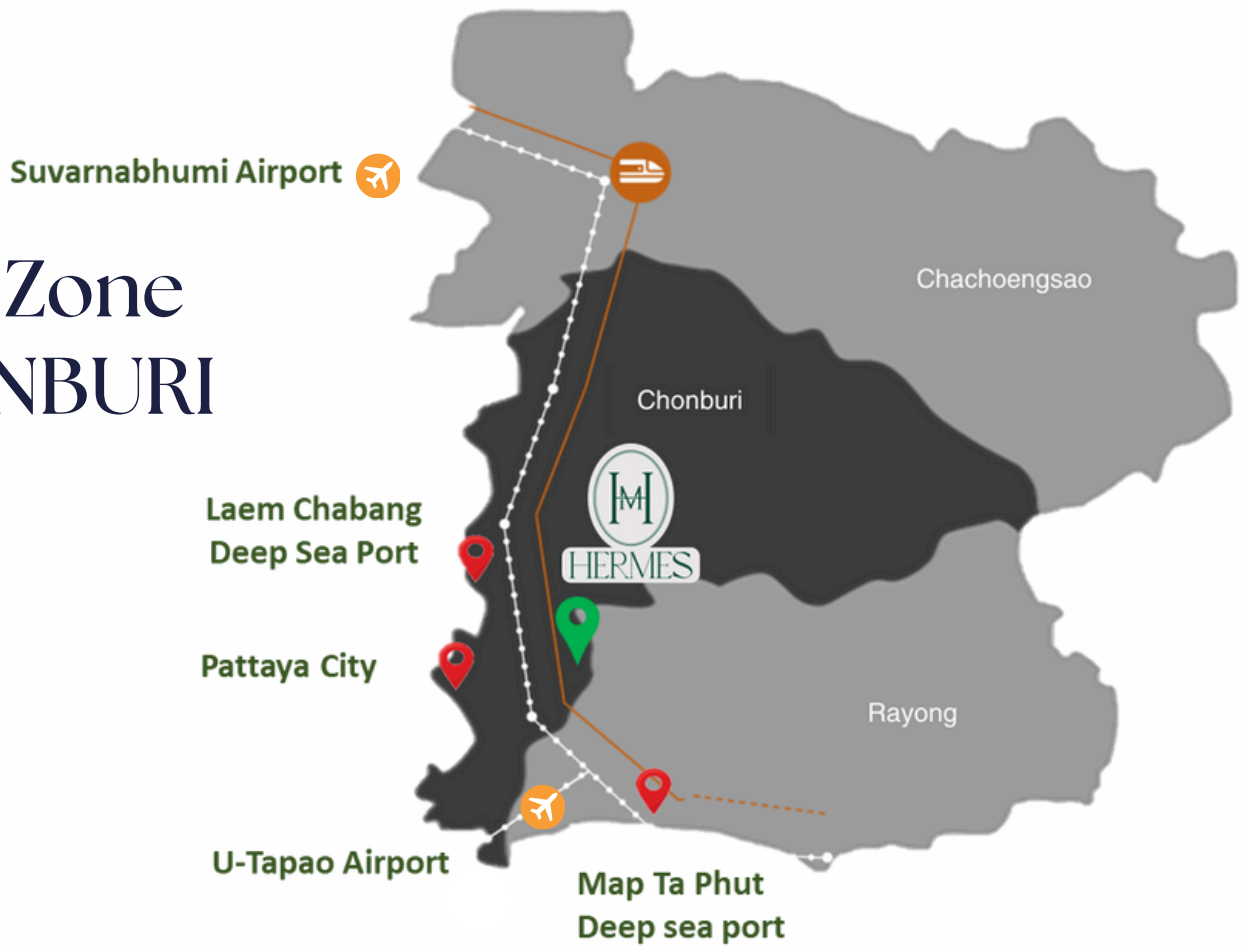 Suvarnabhumi Airport
Zone
NBURI
Chachoengsao
Chonburi
HM
HERMES
Laem Chabang
Deep Sea Port
Pattaya City
Rayong
U-Tapao Airport
Map Ta Phut
Deep sea port